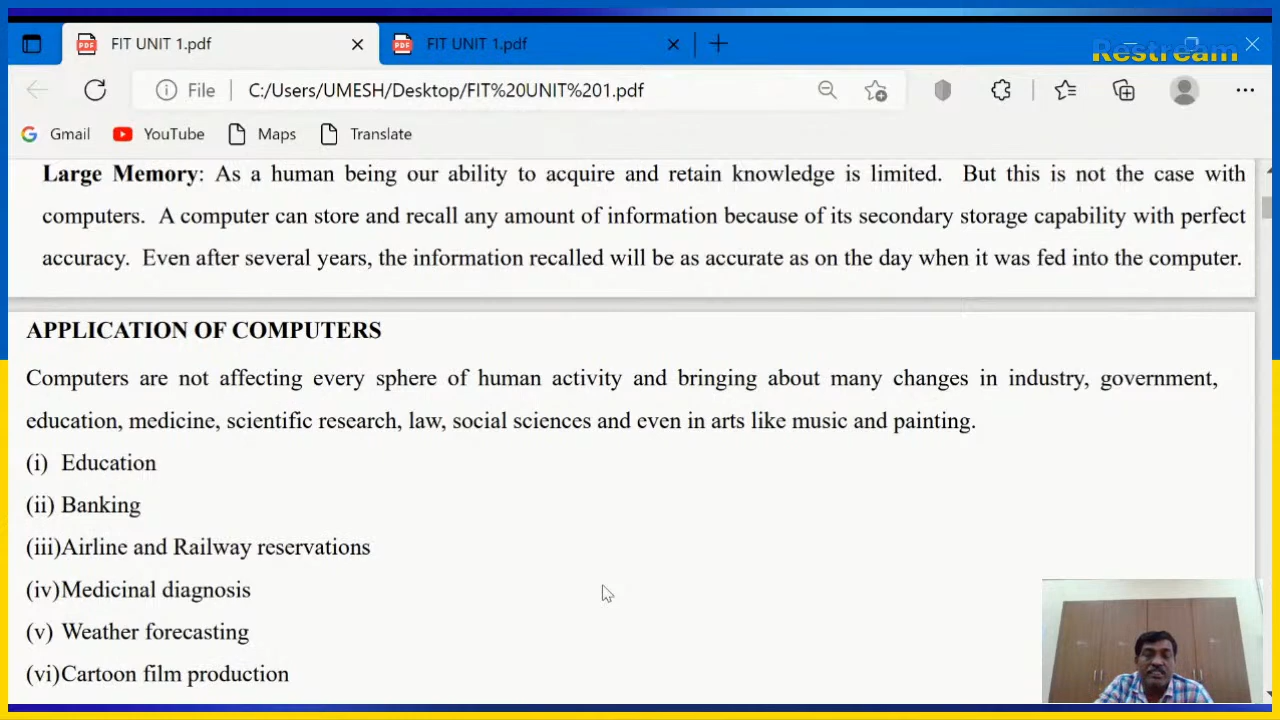 FIT UNIT 1.pdf
FIT UNIT 1.pdf
Restream
File
C:/Users/UMESH/Desktop/FIT%20UNIT%201.pdf
Gmail
YouTube
Maps
Translate
Large Memory: As a human being our ability to acquire and retain knowledge is limited. But this is not the case with
computers. A computer can store and recall any amount of information because of its secondary storage capability with perfect
accuracy. Even after several years, the information recalled will be as accurate as on the day when it was fed into the computer.
APPLICATION OF COMPUTERS
Computers are not affecting every sphere of human activity and bringing about many changes in industry, government,
education, medicine, scientific research, law, social sciences and even in arts like music and painting.
(i) Education
(ii) Banking
(iii)Airline and Railway reservations
(iv)Medicinal diagnosis
(v) Weather forecasting
(vi)Cartoon film production